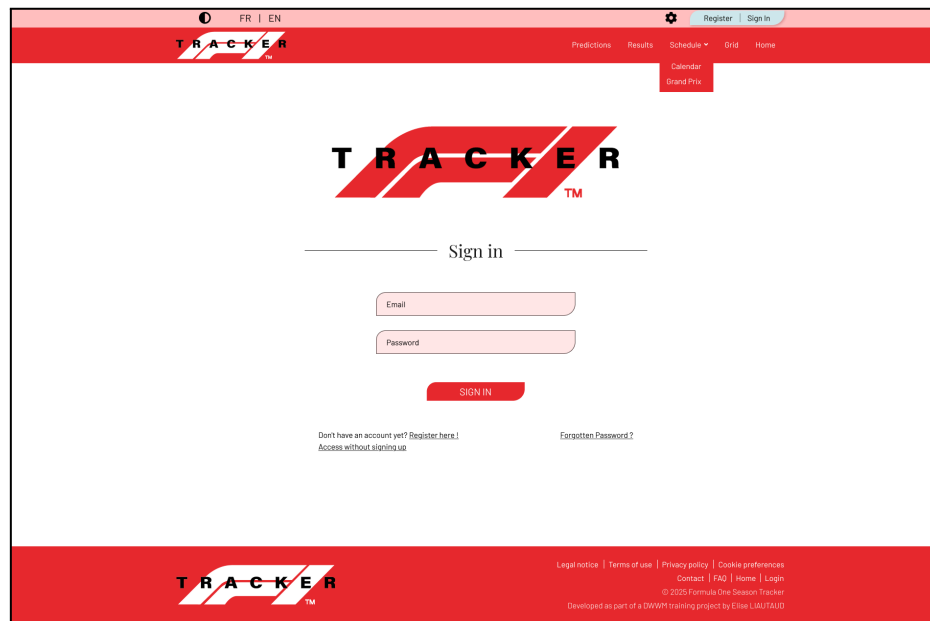 FR | EN
Register | Sign In
TRACKER
TM
Predictions Results Schedule Grid Home
Calendar
Grand Prix
TRACKER
TM
Sign in
Email
Password
SIGN IN
Don't have an account yet? Register here !
Forgotten Password ?
Access without signing up
TRACKER
TM
Legal notice | Terms of use | Privacy policy | Cookie preferences
Contact | FAQ | Home | Login
© 2025 Formula One Season Tracker
Developed as part of a DWWM training project by Elise LIAUTAUD